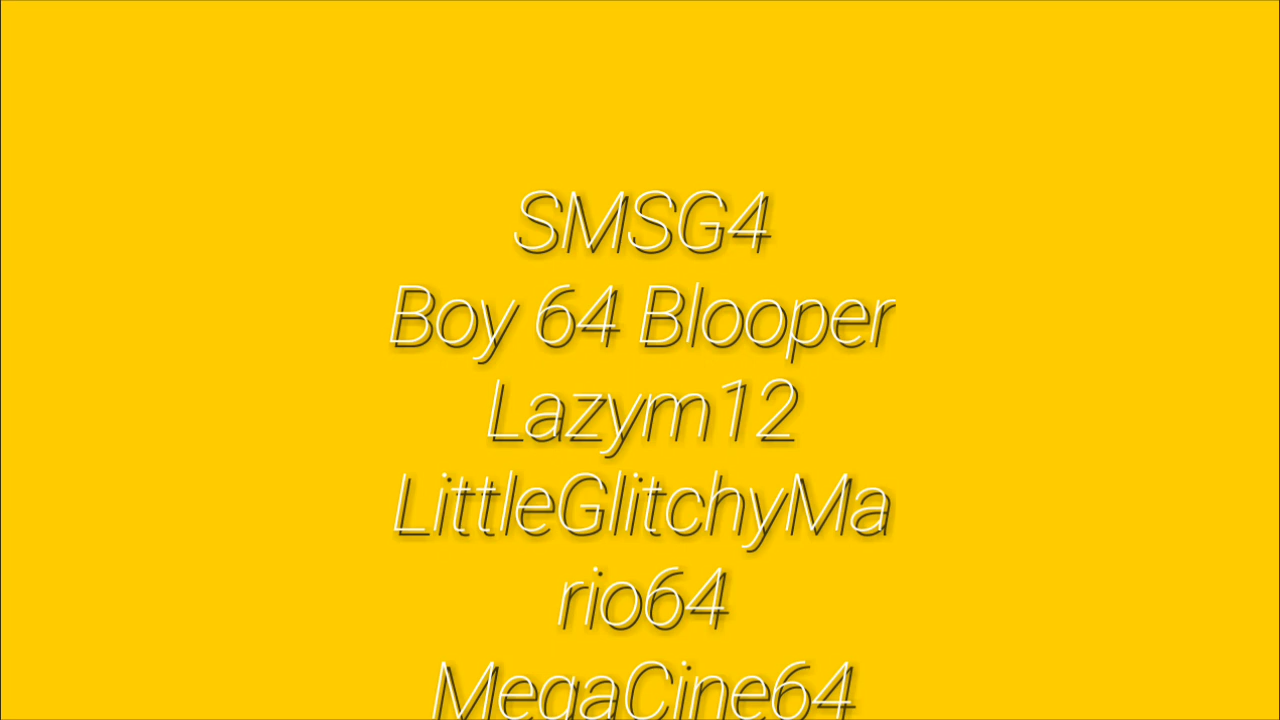 SMSG4
Boy 64 Blooper
Lazym12
LittleGlitchyMa
rio64
MegaCine64